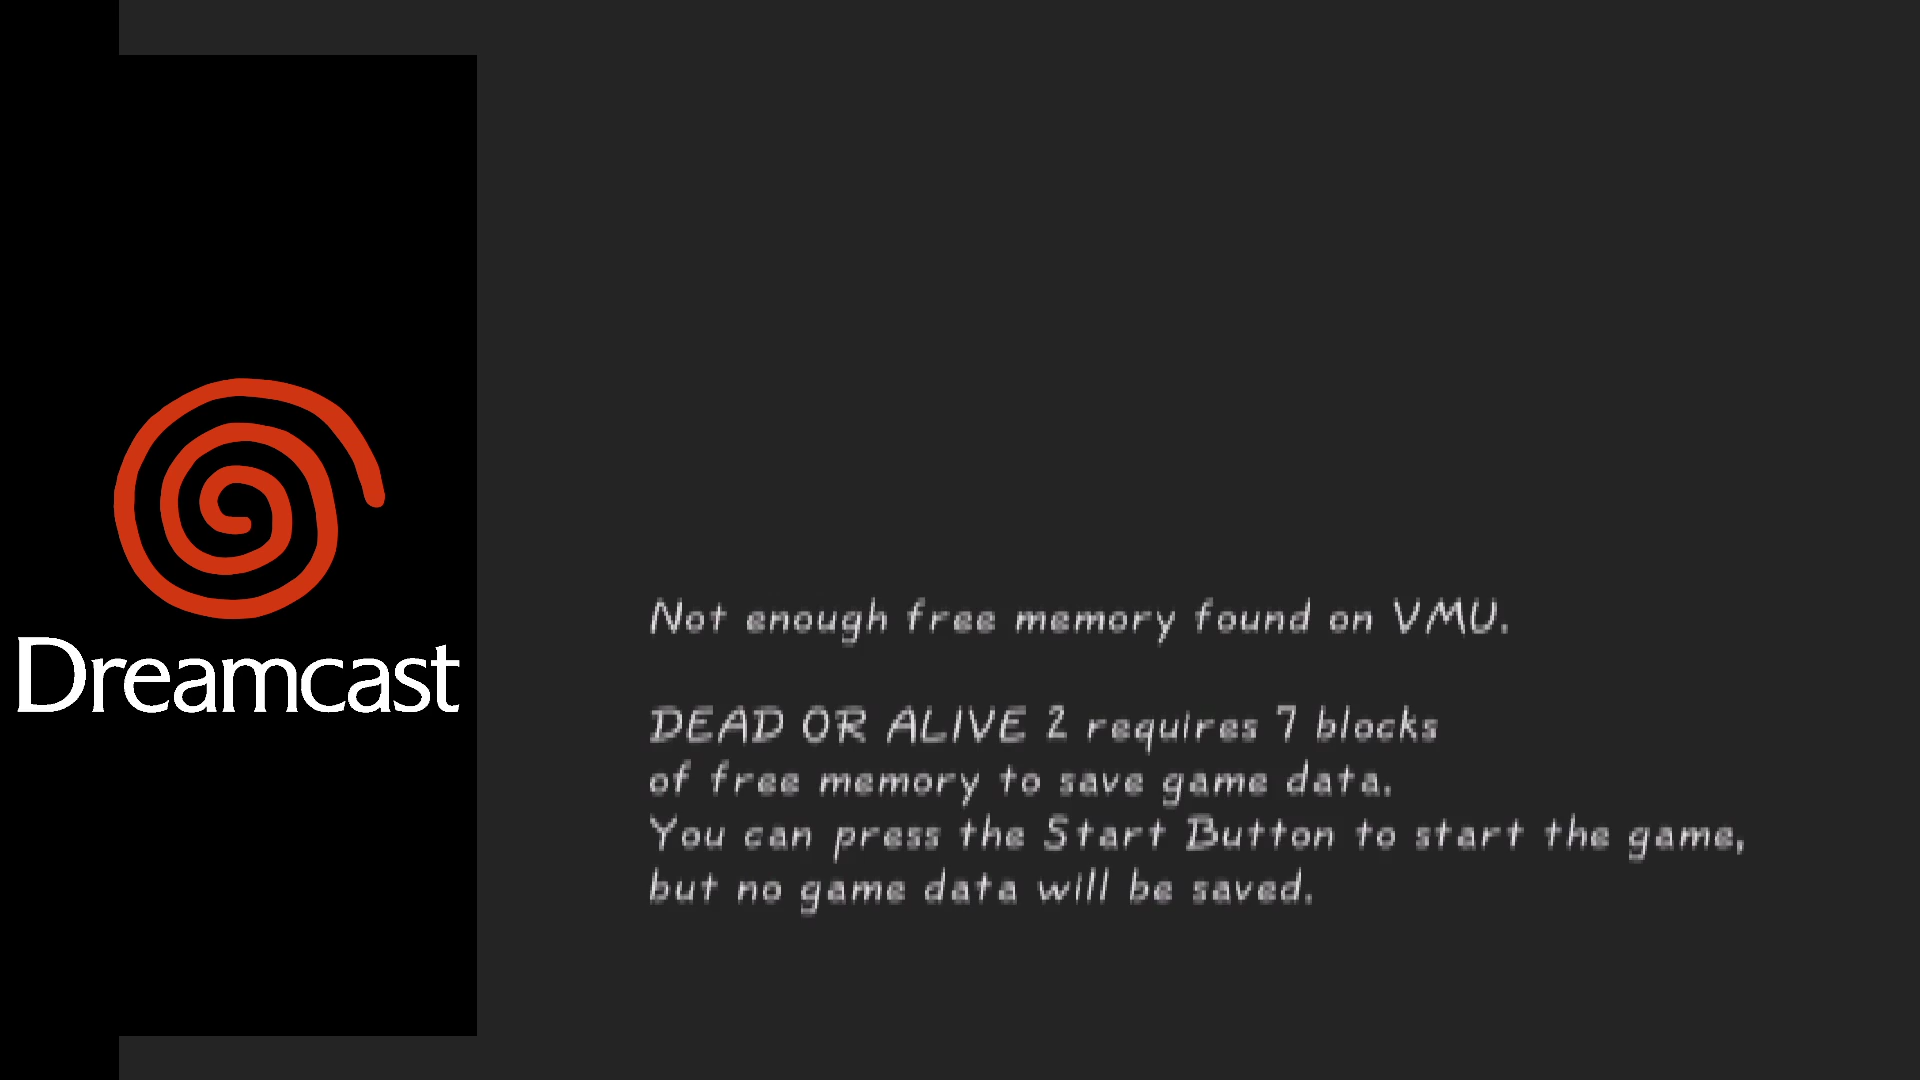 Dreamcast
Not enough free memory found on VMU.
DEAD OR ALIVE 2 requires 7 blocks
of free memory to save game data.
You can press the Start Button to start the game,
but no game data will be saved.